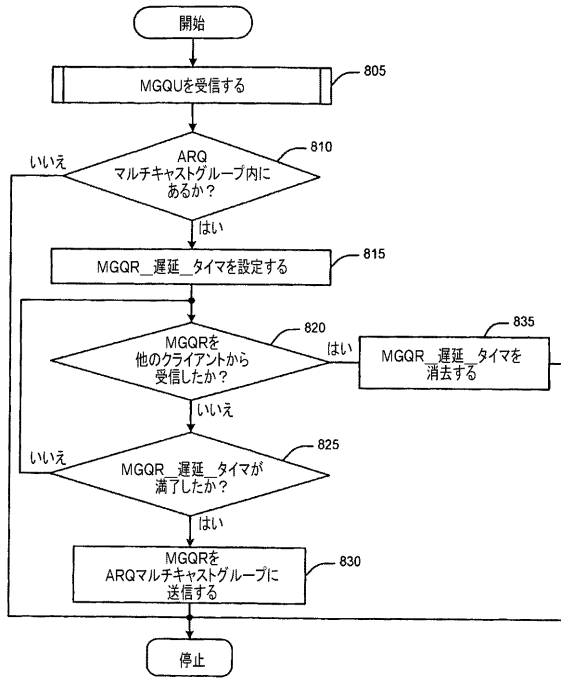 開始
MGQUを受信する
805
ARQ
マルチキャストグループ内に
あるか？
810
いいえ
はい
MGQR__遅延__タイマを設定する
815
MGQRを
他のクライアントから
受信したか？
820
はい
MGQR__遅延__タイマを
消去する
835
いいえ
MGQR__遅延__タイマが
満了したか？
825
いいえ
はい
MGQRを
ARQマルチキャストグループに
送信する
830
停止